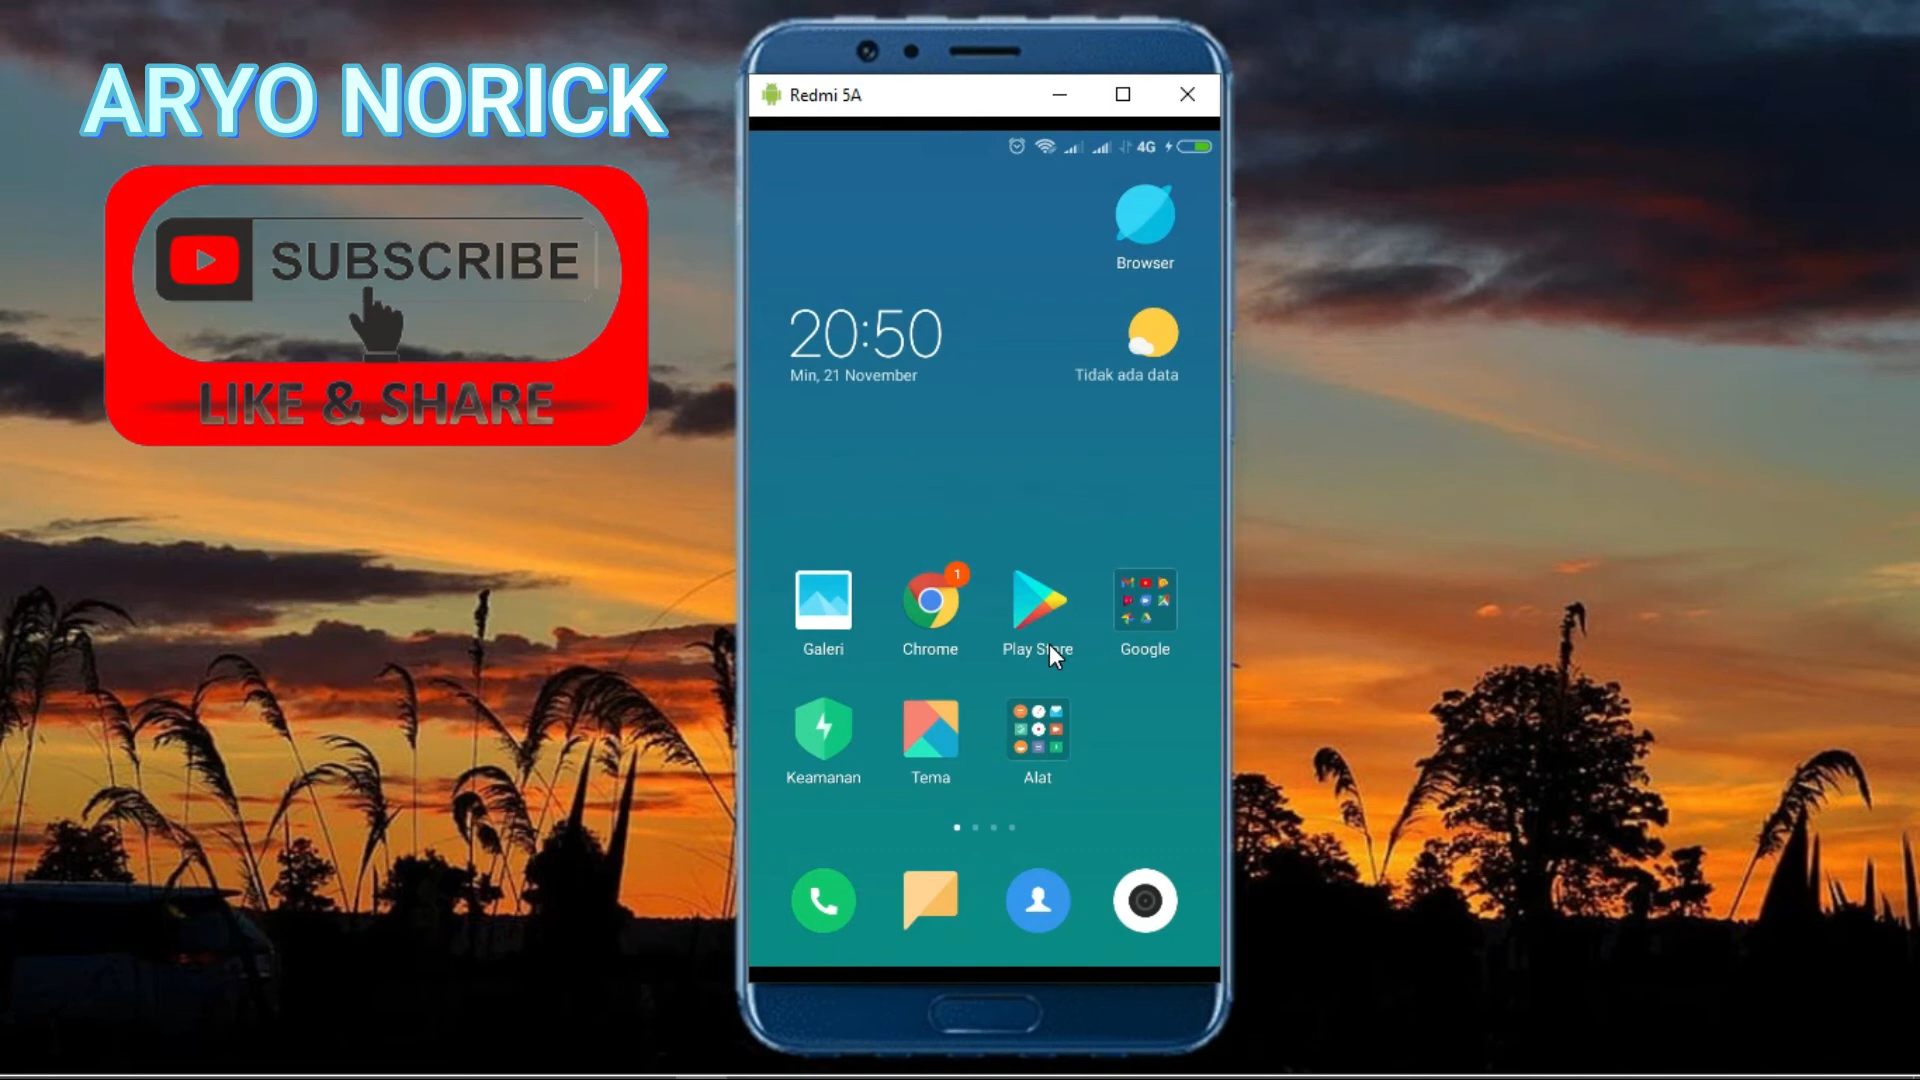 ARYO NORICK
SUBSCRIBE
LIKE & SHARE
Redmi 5A
4G
Browser
20:50
Min, 21 November
Tidak ada data
1
Galeri
Chrome
Play Store
Google
Keamanan
Tema
Alat